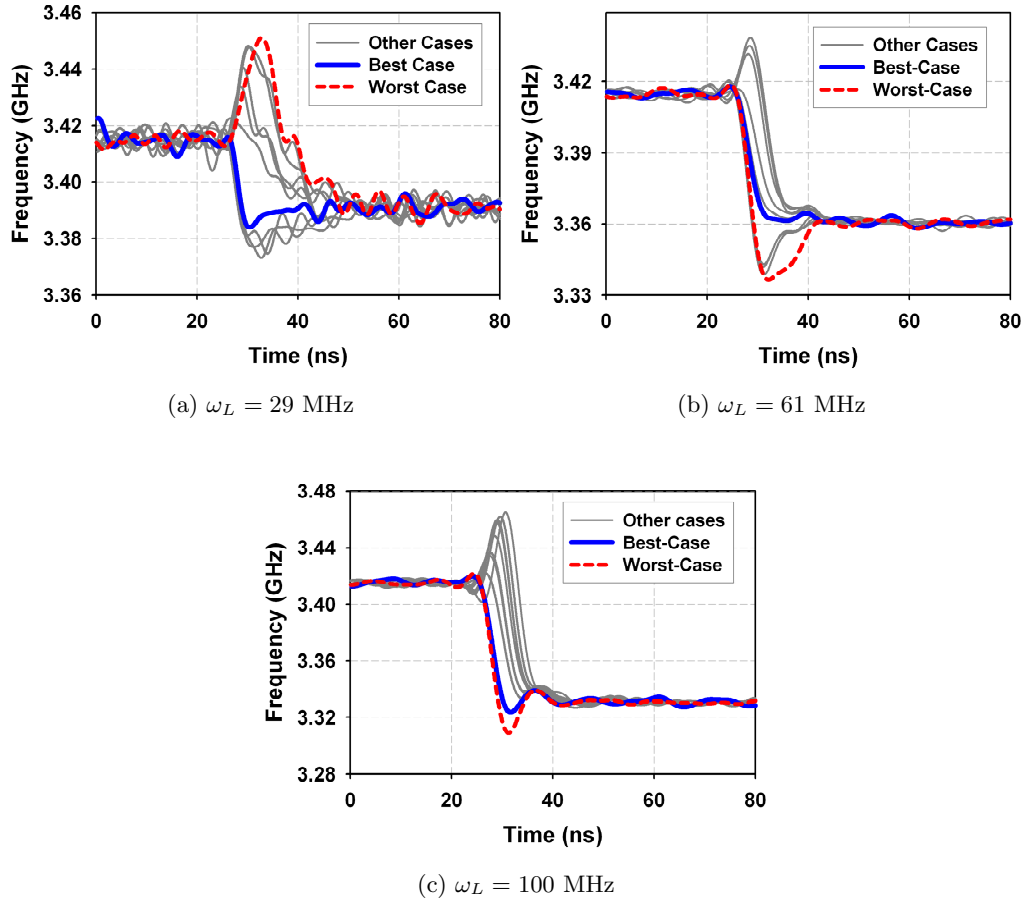 3.46
3.44
3.42
3.40
3.38
3.36
Frequency (GHz)
Other Cases
Best Case
Worst Case
0 20 40 60 80
Time (ns)
(a) ω_L = 29 MHz
3.42
3.39
3.36
3.33
Frequency (GHz)
Other Cases
Best-Case
Worst-Case
0 20 40 60 80
Time (ns)
(b) ω_L = 61 MHz
3.48
3.44
3.40
3.36
3.32
3.28
Frequency (GHz)
Other cases
Best-Case
Worst-Case
0 20 40 60 80
Time (ns)
(c) ω_L = 100 MHz